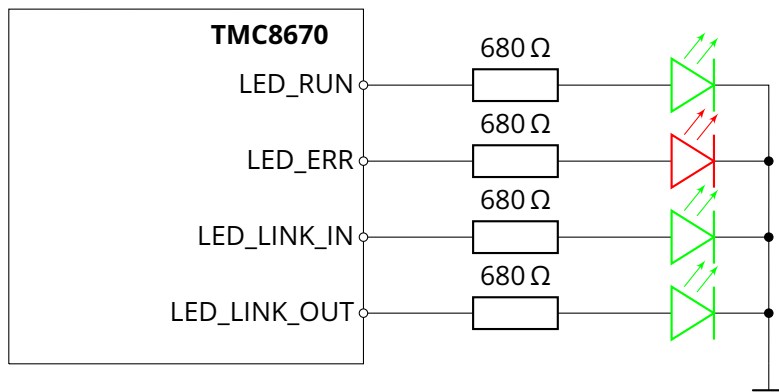 TMC8670
680 Ω
LED_RUN
680 Ω
LED_ERR
680 Ω
LED_LINK_IN
680 Ω
LED_LINK_OUT